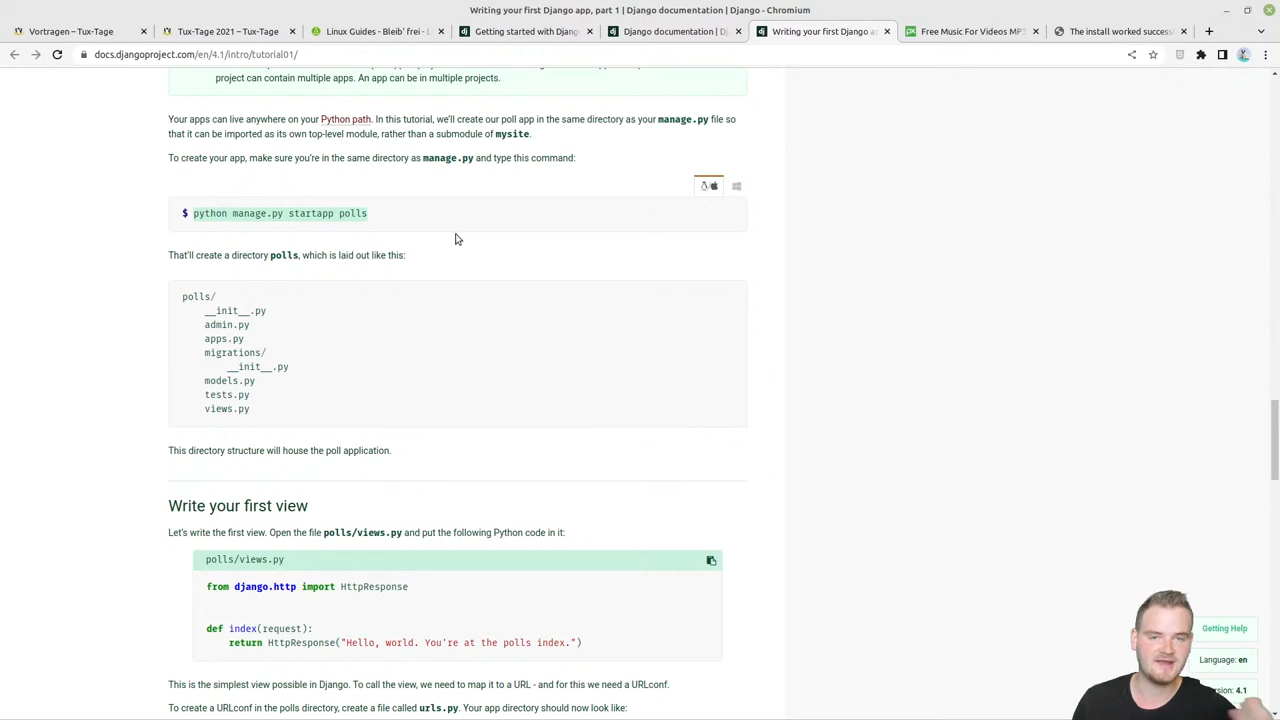 Writing your first Django app, part 1 | Django documentation | Django - Chromium
Vortragen – Tux-Tage
Tux-Tage 2021 – Tux-Tage
Linux Guides - Bleib' frei - L
Getting started with Django
Django documentation | Dj
Writing your first Django ap
Free Music For Videos MP3
The install worked success
docs.djangoproject.com/en/4.1/intro/tutorial01/
project can contain multiple apps. An app can be in multiple projects.
Your apps can live anywhere on your Python path. In this tutorial, we'll create our poll app in the same directory as your manage.py file so
that it can be imported as its own top-level module, rather than a submodule of mysite.
To create your app, make sure you're in the same directory as manage.py and type this command:
$ python manage.py startapp polls
That'll create a directory polls, which is laid out like this:
polls/
__init__.py
admin.py
apps.py
migrations/
__init__.py
models.py
tests.py
views.py
This directory structure will house the poll application.
Write your first view
Let's write the first view. Open the file polls/views.py and put the following Python code in it:
polls/views.py
from django.http import HttpResponse
def index(request):
return HttpResponse("Hello, world. You're at the polls index.")
This is the simplest view possible in Django. To call the view, we need to map it to a URL - and for this we need a URLconf.
To create a URLconf in the polls directory, create a file called urls.py. Your app directory should now look like:
Getting Help
Language: en
4.1